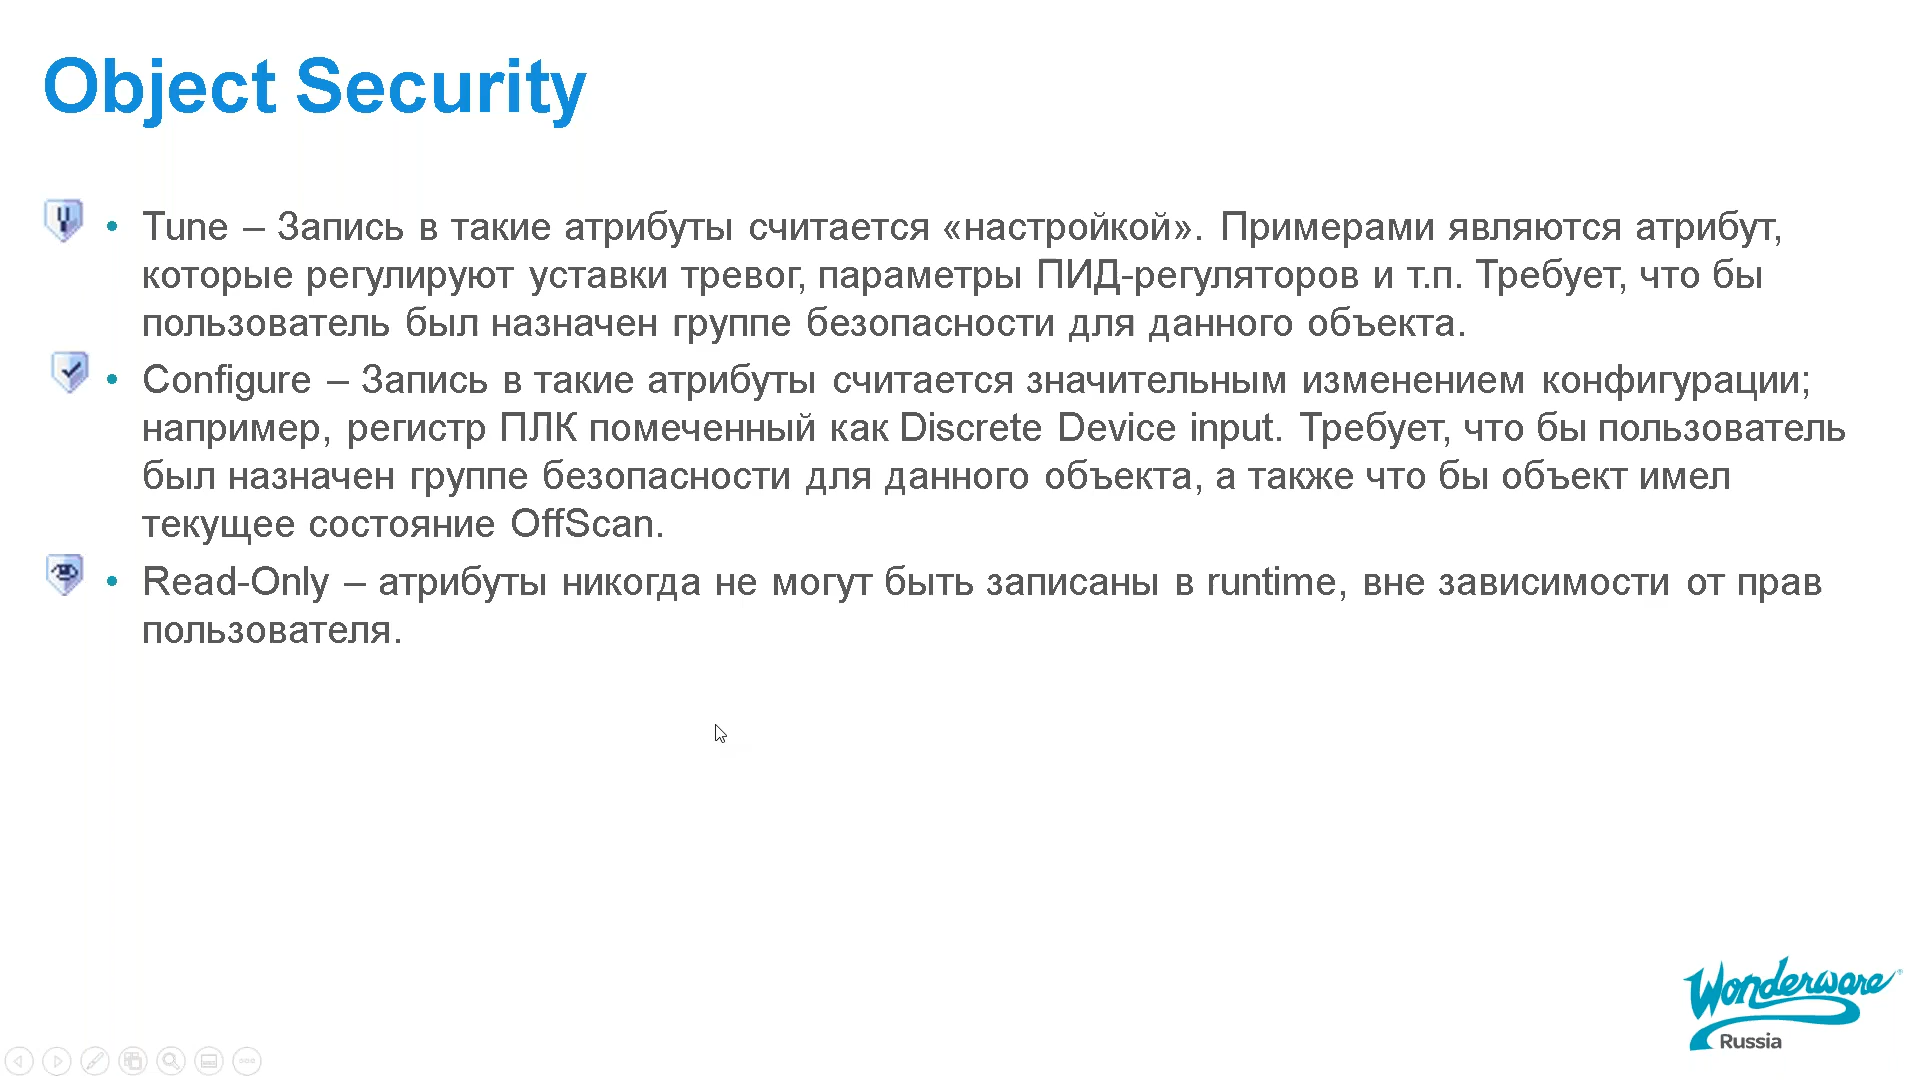 Object Security
• Tune – Запись в такие атрибуты считается «настройкой». Примерами являются атрибут,
которые регулируют уставки тревог, параметры ПИД-регуляторов и т.п. Требует, что бы
пользователь был назначен группе безопасности для данного объекта.
• Configure – Запись в такие атрибуты считается значительным изменением конфигурации;
например, регистр ПЛК помеченный как Discrete Device input. Требует, что бы пользователь
был назначен группе безопасности для данного объекта, а также что бы объект имел
текущее состояние OffScan.
• Read-Only – атрибуты никогда не могут быть записаны в runtime, вне зависимости от прав
пользователя.
Wonderware®
Russia